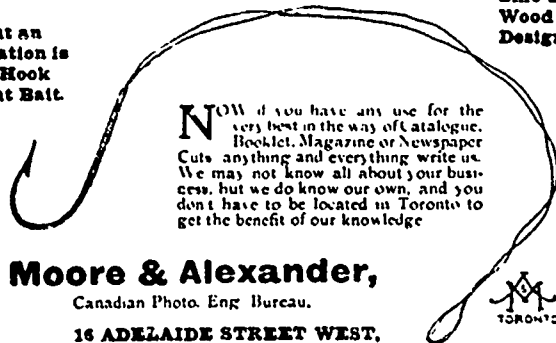 ut an
ation is
Hook
t Bait.
Wood
Design
NOW if you have any use for the
very best in the way of Catalogue,
Booklet, Magazine or Newspaper
Cuts anything and everything write us.
We may not know all about your busi-
cess, but we do know our own, and you
don't have to be located in Toronto to
get the benefit of our knowledge
Moore & Alexander,
Canadian Photo. Eng Bureau.
16 ADELAIDE STREET WEST,
TORONTO